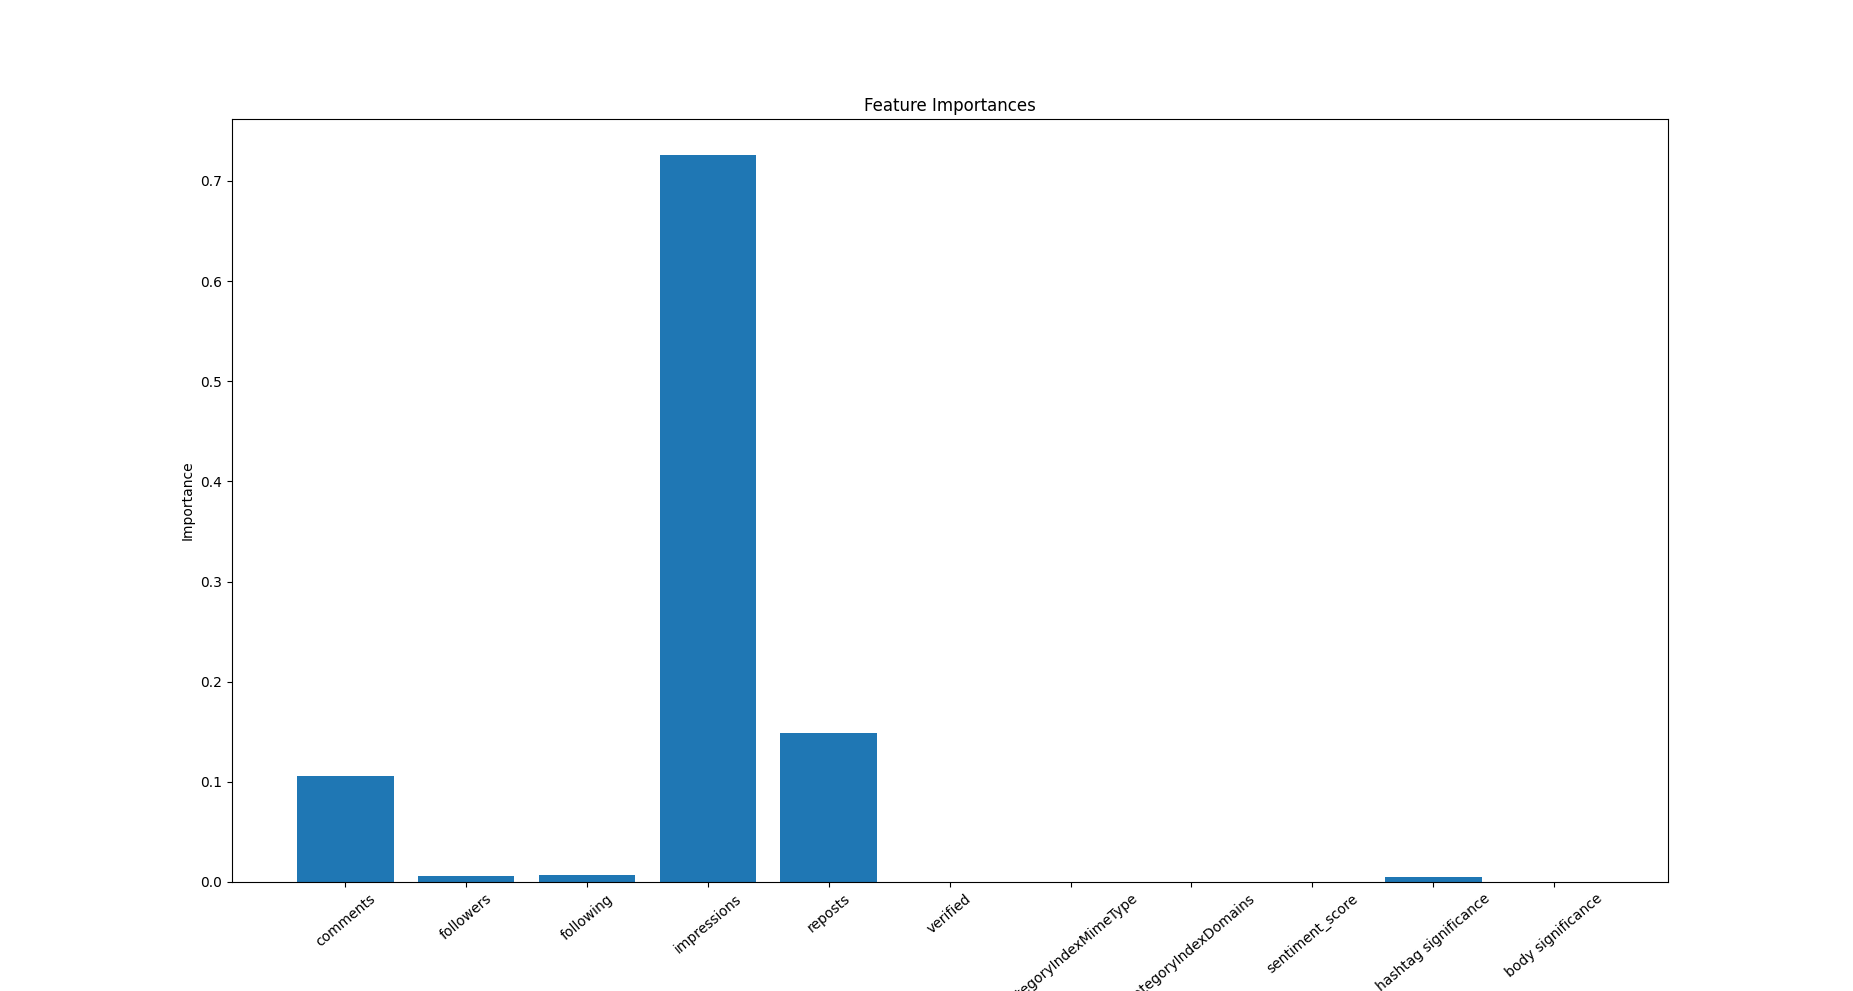 Feature Importances
Importance
0.7
0.6
0.5
0.4
0.3
0.2
0.1
0.0
comments
followers
following
impressions
reposts
verified
tegoryIndexMimeType
ategoryIndexDomains
sentiment_score
hashtag significance
body significance